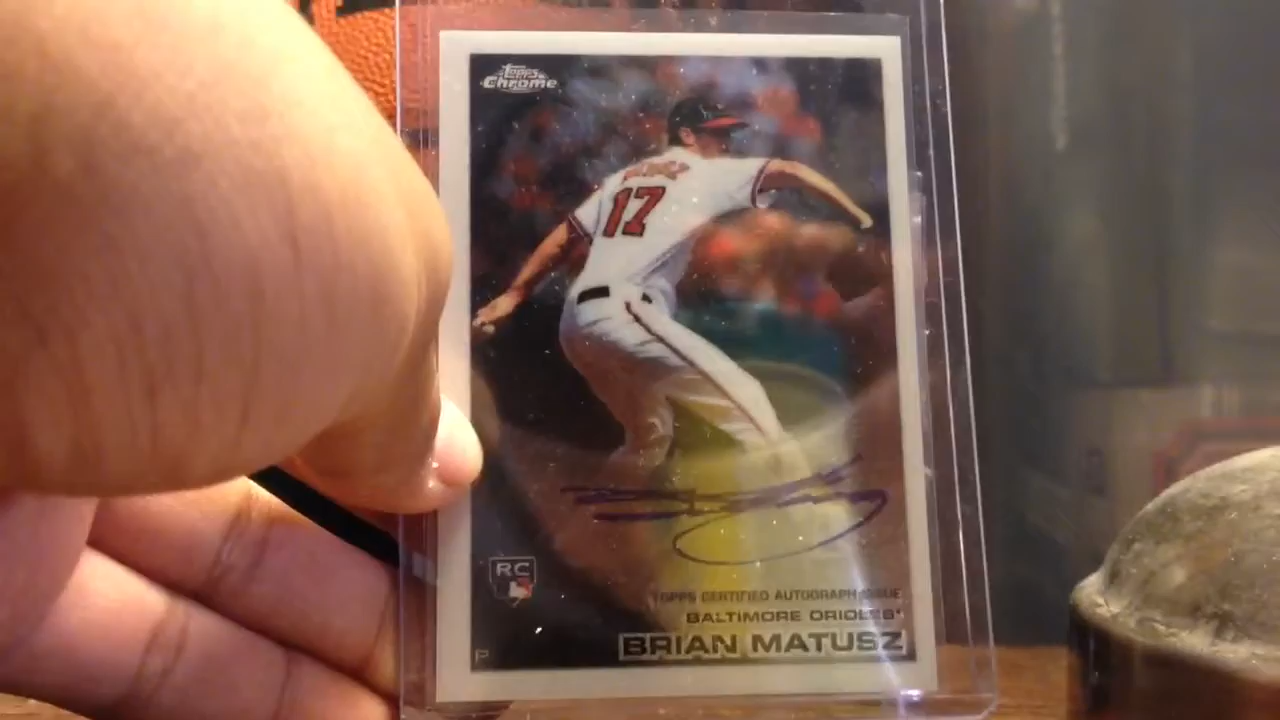 Topps
Chrome
17
RC
TOPPS CERTIFIED AUTOGRAPH ISSUE
BALTIMORE ORIOLES
BRIAN MATUSZ
P